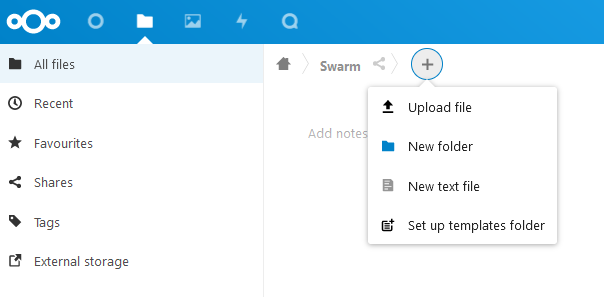 All files
Recent
Favourites
Shares
Tags
External storage
Swarm
Add notes
Upload file
New folder
New text file
Set up templates folder